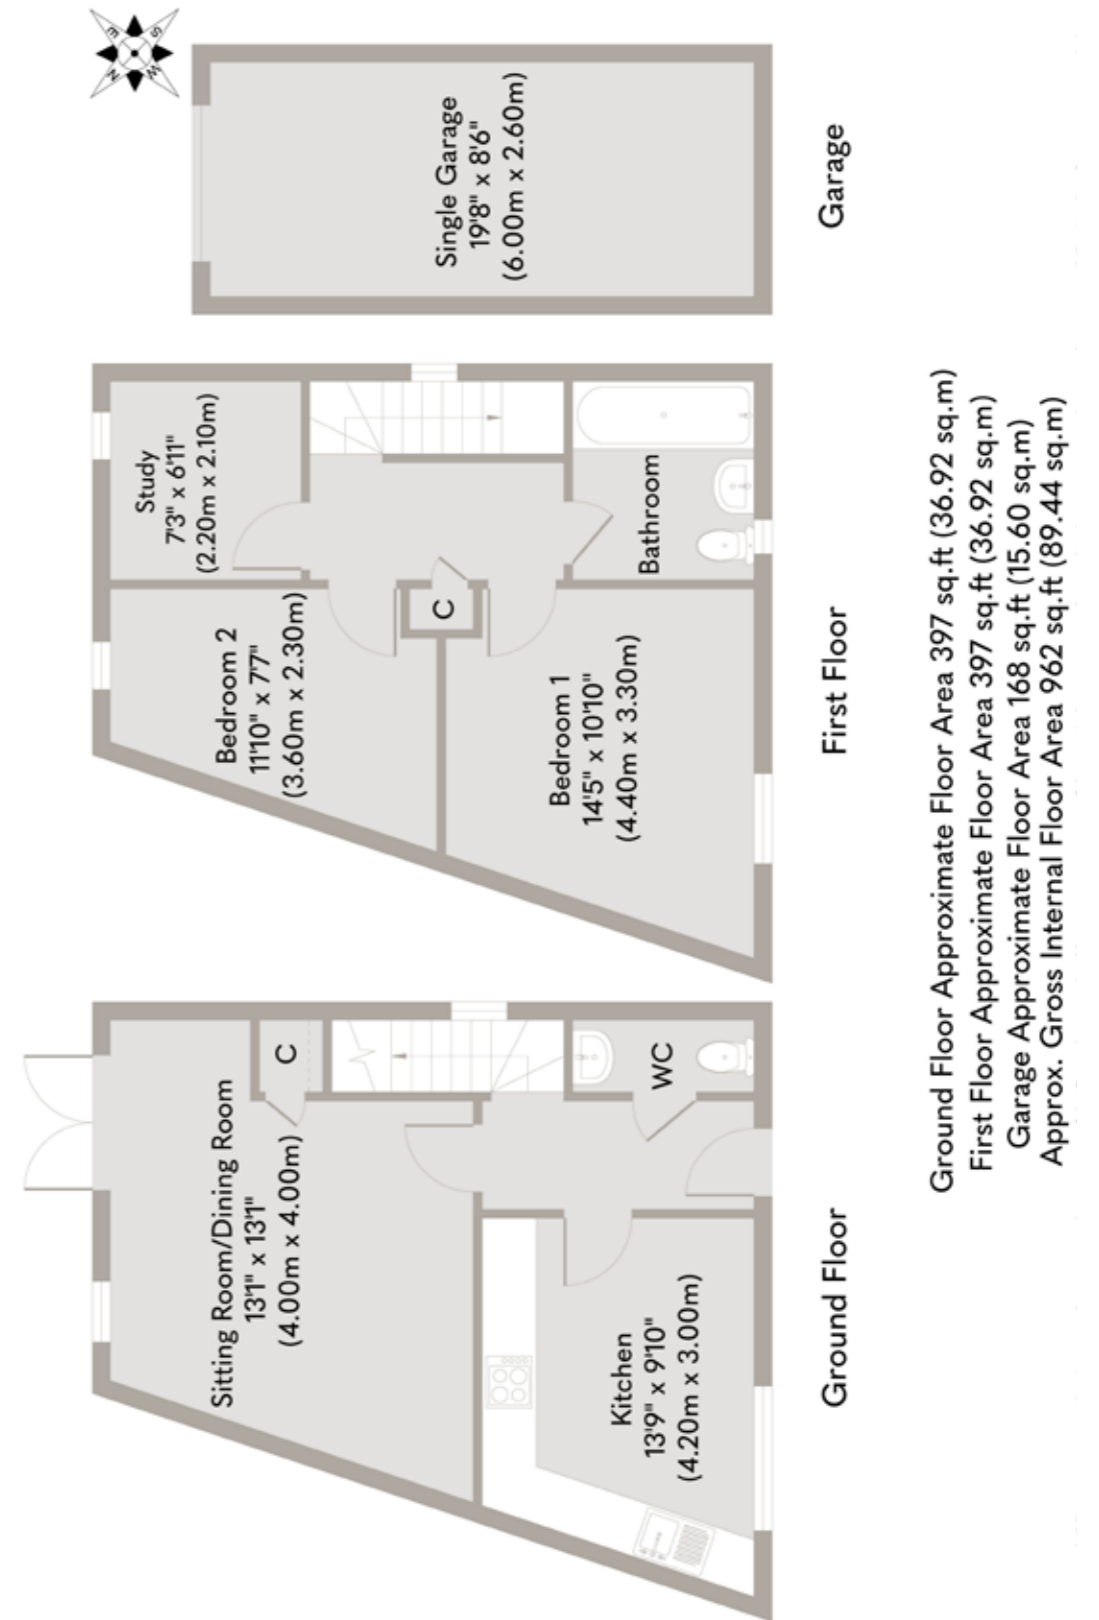 Sitting Room/Dining Room
13'1" x 13'1"
(4.00m x 4.00m)
C
Kitchen
13'9" x 9'10"
(4.20m x 3.00m)
WC
Ground Floor
Bedroom 2
11'10" x 7'7"
(3.60m x 2.30m)
Study
7'3" x 6'11"
(2.20m x 2.10m)
C
Bedroom 1
14'5" x 10'10"
(4.40m x 3.30m)
Bathroom
First Floor
N
E
S
W
Single Garage
19'8" x 8'6"
(6.00m x 2.60m)
Garage
Ground Floor Approximate Floor Area 397 sq.ft (36.92 sq.m)
First Floor Approximate Floor Area 397 sq.ft (36.92 sq.m)
Garage Approximate Floor Area 168 sq.ft (15.60 sq.m)
Approx. Gross Internal Floor Area 962 sq.ft (89.44 sq.m)